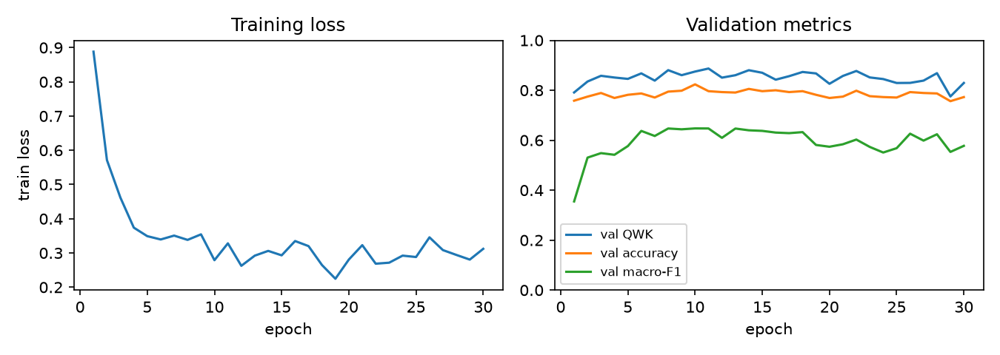 Training loss
train loss
0.9
0.8
0.7
0.6
0.5
0.4
0.3
0.2
0 5 10 15 20 25 30
epoch
Validation metrics
1.0
0.8
0.6
0.4
0.2
0.0
val QWK
val accuracy
val macro-F1
0 5 10 15 20 25 30
epoch